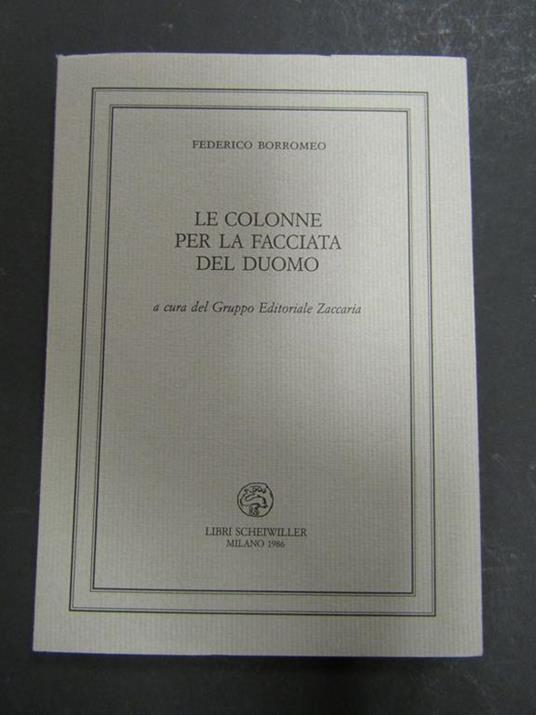 FEDERICO BORROMEO
LE COLONNE
PER LA FACCIATA
DEL DUOMO
a cura del Gruppo Editoriale Zaccaria
LIBRI SCHEIWILLER
MILANO 1986